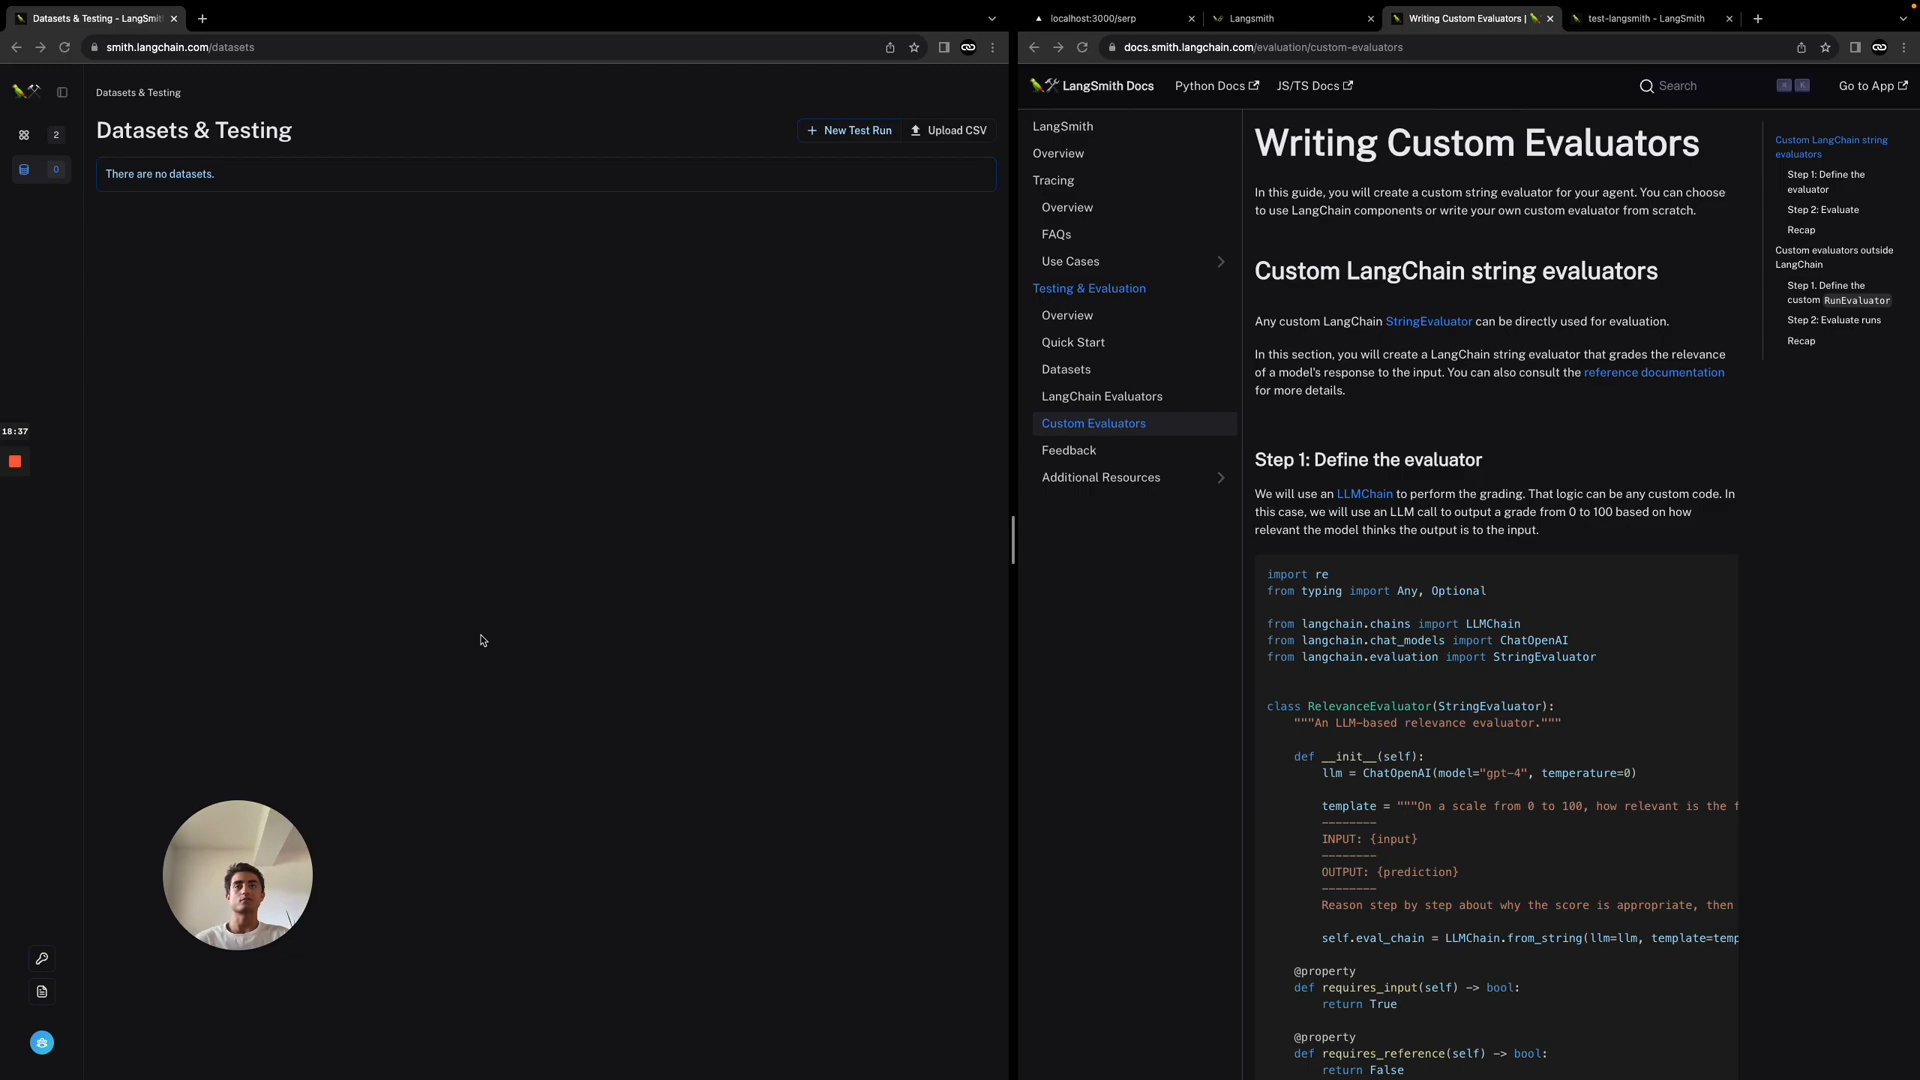 Datasets & Testing - LangSmit
smith.langchain.com/datasets
Datasets & Testing
Datasets & Testing
New Test Run
Upload CSV
2
0
There are no datasets.
18:37
localhost:3000/serp
Langsmith
Writing Custom Evaluators |
test-langsmith - LangSmith
docs.smith.langchain.com/evaluation/custom-evaluators
LangSmith Docs
Python Docs
JS/TS Docs
Search
⌘ K
Go to App
LangSmith
Overview
Tracing
Overview
FAQs
Use Cases
Testing & Evaluation
Overview
Quick Start
Datasets
LangChain Evaluators
Custom Evaluators
Feedback
Additional Resources
Writing Custom Evaluators
In this guide, you will create a custom string evaluator for your agent. You can choose
to use LangChain components or write your own custom evaluator from scratch.
Custom LangChain string evaluators
Any custom LangChain StringEvaluator can be directly used for evaluation.
In this section, you will create a LangChain string evaluator that grades the relevance
of a model's response to the input. You can also consult the reference documentation
for more details.
Step 1: Define the evaluator
We will use an LLMChain to perform the grading. That logic can be any custom code. In
this case, we will use an LLM call to output a grade from 0 to 100 based on how
relevant the model thinks the output is to the input.
import re
from typing import Any, Optional
from langchain.chains import LLMChain
from langchain.chat_models import ChatOpenAI
from langchain.evaluation import StringEvaluator
class RelevanceEvaluator(StringEvaluator):
"""An LLM-based relevance evaluator."""
def __init__(self):
llm = ChatOpenAI(model="gpt-4", temperature=0)
template = """On a scale from 0 to 100, how relevant is the f
--------
INPUT: {input}
--------
OUTPUT: {prediction}
--------
Reason step by step about why the score is appropriate, then
self.eval_chain = LLMChain.from_string(llm=llm, template=temp
@property
def requires_input(self) -> bool:
return True
@property
def requires_reference(self) -> bool:
return False
Custom LangChain string
evaluators
Step 1: Define the
evaluator
Step 2: Evaluate
Recap
Custom evaluators outside
LangChain
Step 1. Define the
custom RunEvaluator
Step 2: Evaluate runs
Recap